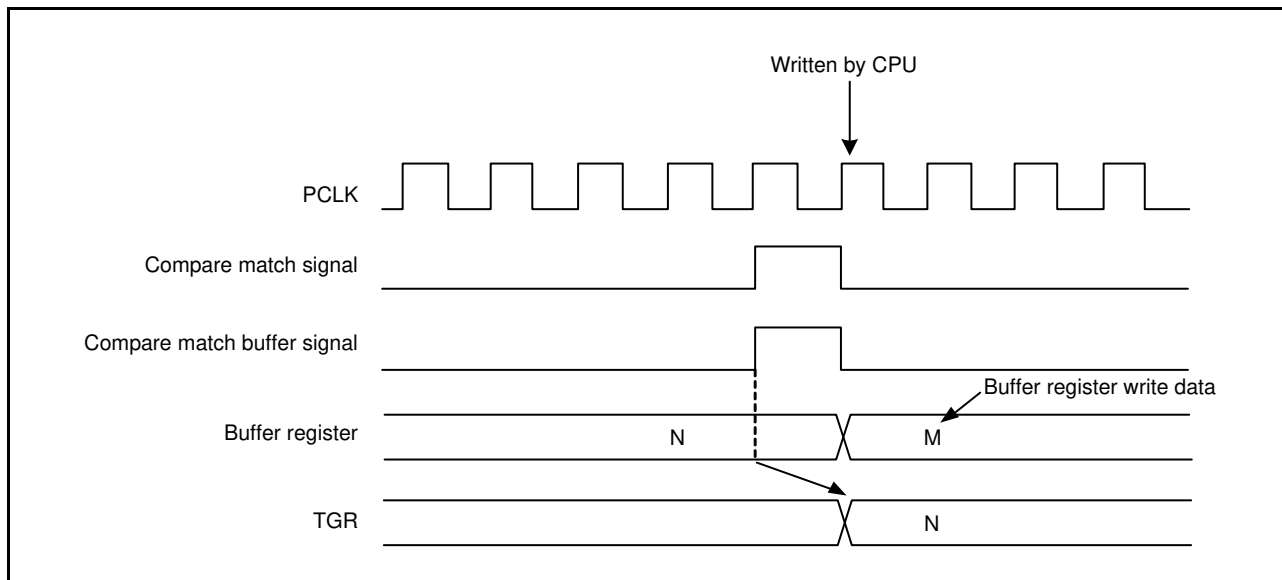 Written by CPU
PCLK
Compare match signal
Compare match buffer signal
Buffer register write data
Buffer register
N
M
TGR
N